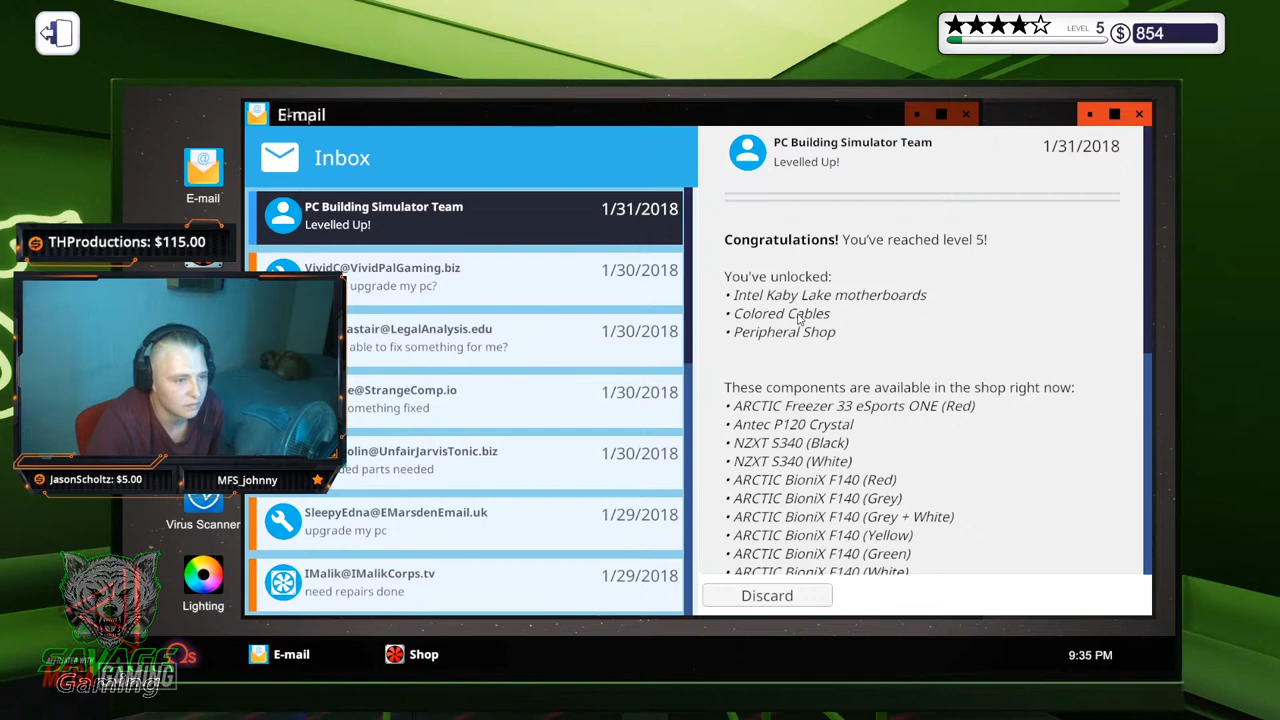 LEVEL 5
$ 854
E-mail
Inbox
PC Building Simulator Team
1/31/2018
Levelled Up!
VividC@VividPalGaming.biz
1/30/2018
upgrade my pc?
astair@LegalAnalysis.edu
1/30/2018
able to fix something for me?
e@StrangeComp.io
1/30/2018
omething fixed
olin@UnfairJarvisTonic.biz
1/30/2018
ded parts needed
SleepyEdna@EMarsdenEmail.uk
1/29/2018
upgrade my pc
IMalik@IMalikCorps.tv
1/29/2018
need repairs done
PC Building Simulator Team
1/31/2018
Levelled Up!
Congratulations! You've reached level 5!
You've unlocked:
• Intel Kaby Lake motherboards
• Colored Cables
• Peripheral Shop
These components are available in the shop right now:
• ARCTIC Freezer 33 eSports ONE (Red)
• Antec P120 Crystal
• NZXT S340 (Black)
• NZXT S340 (White)
• ARCTIC BioniX F140 (Red)
• ARCTIC BioniX F140 (Grey)
• ARCTIC BioniX F140 (Grey + White)
• ARCTIC BioniX F140 (Yellow)
• ARCTIC BioniX F140 (Green)
• ARCTIC BioniX F140 (White)
Discard
E-mail
THProductions: $115.00
JasonScholtz: $5.00
MFS_johnny
Virus Scanner
Lighting
SAVAGE
Gaming
E-mail
Shop
9:35 PM